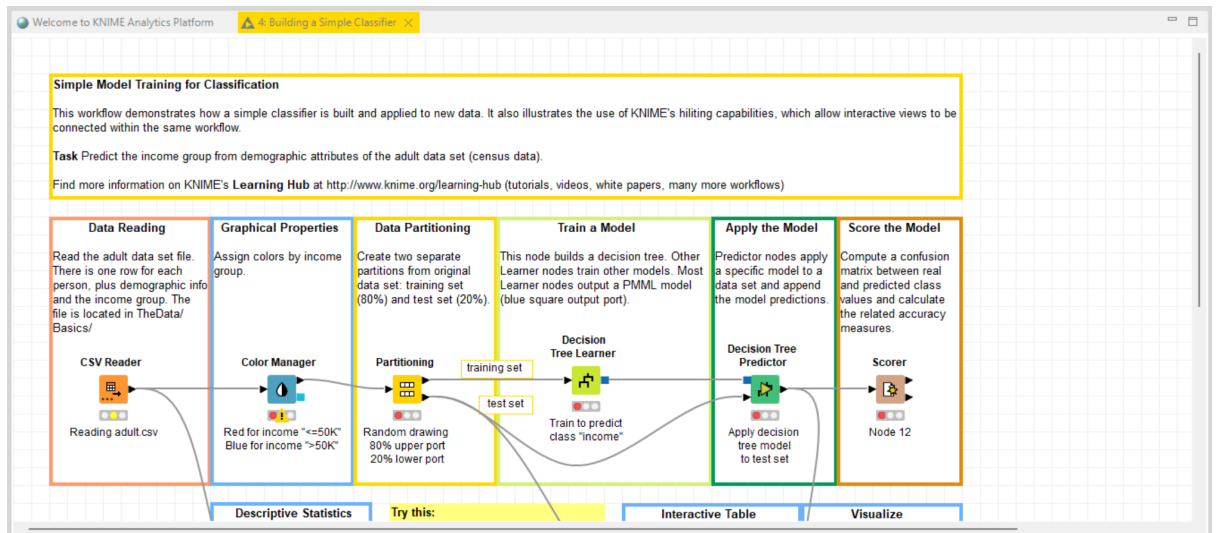 Welcome to KNIME Analytics Platform
4: Building a Simple Classifier
Simple Model Training for Classification
This workflow demonstrates how a simple classifier is built and applied to new data. It also illustrates the use of KNIME's hiliting capabilities, which allow interactive views to be
connected within the same workflow.
Task Predict the income group from demographic attributes of the adult data set (census data).
Find more information on KNIME's Learning Hub at http://www.knime.org/learning-hub (tutorials, videos, white papers, many more workflows)
Data Reading
Read the adult data set file.
There is one row for each
person, plus demographic info
and the income group. The
file is located in TheData/
Basics/
CSV Reader
Reading adult.csv
Graphical Properties
Assign colors by income
group.
Color Manager
Red for income "<=50K"
Blue for income ">50K"
Data Partitioning
Create two separate
partitions from original
data set: training set
(80%) and test set (20%).
Partitioning
Random drawing
80% upper port
20% lower port
training set
test set
Train a Model
This node builds a decision tree. Other
Learner nodes train other models. Most
Learner nodes output a PMML model
(blue square output port).
Decision
Tree Learner
Train to predict
class "income"
Apply the Model
Predictor nodes apply
a specific model to a
data set and append
the model predictions.
Decision Tree
Predictor
Apply decision
tree model
to test set
Score the Model
Compute a confusion
matrix between real
and predicted class
values and calculate
the related accuracy
measures.
Scorer
Node 12
Descriptive Statistics
Try this:
Interactive Table
Visualize